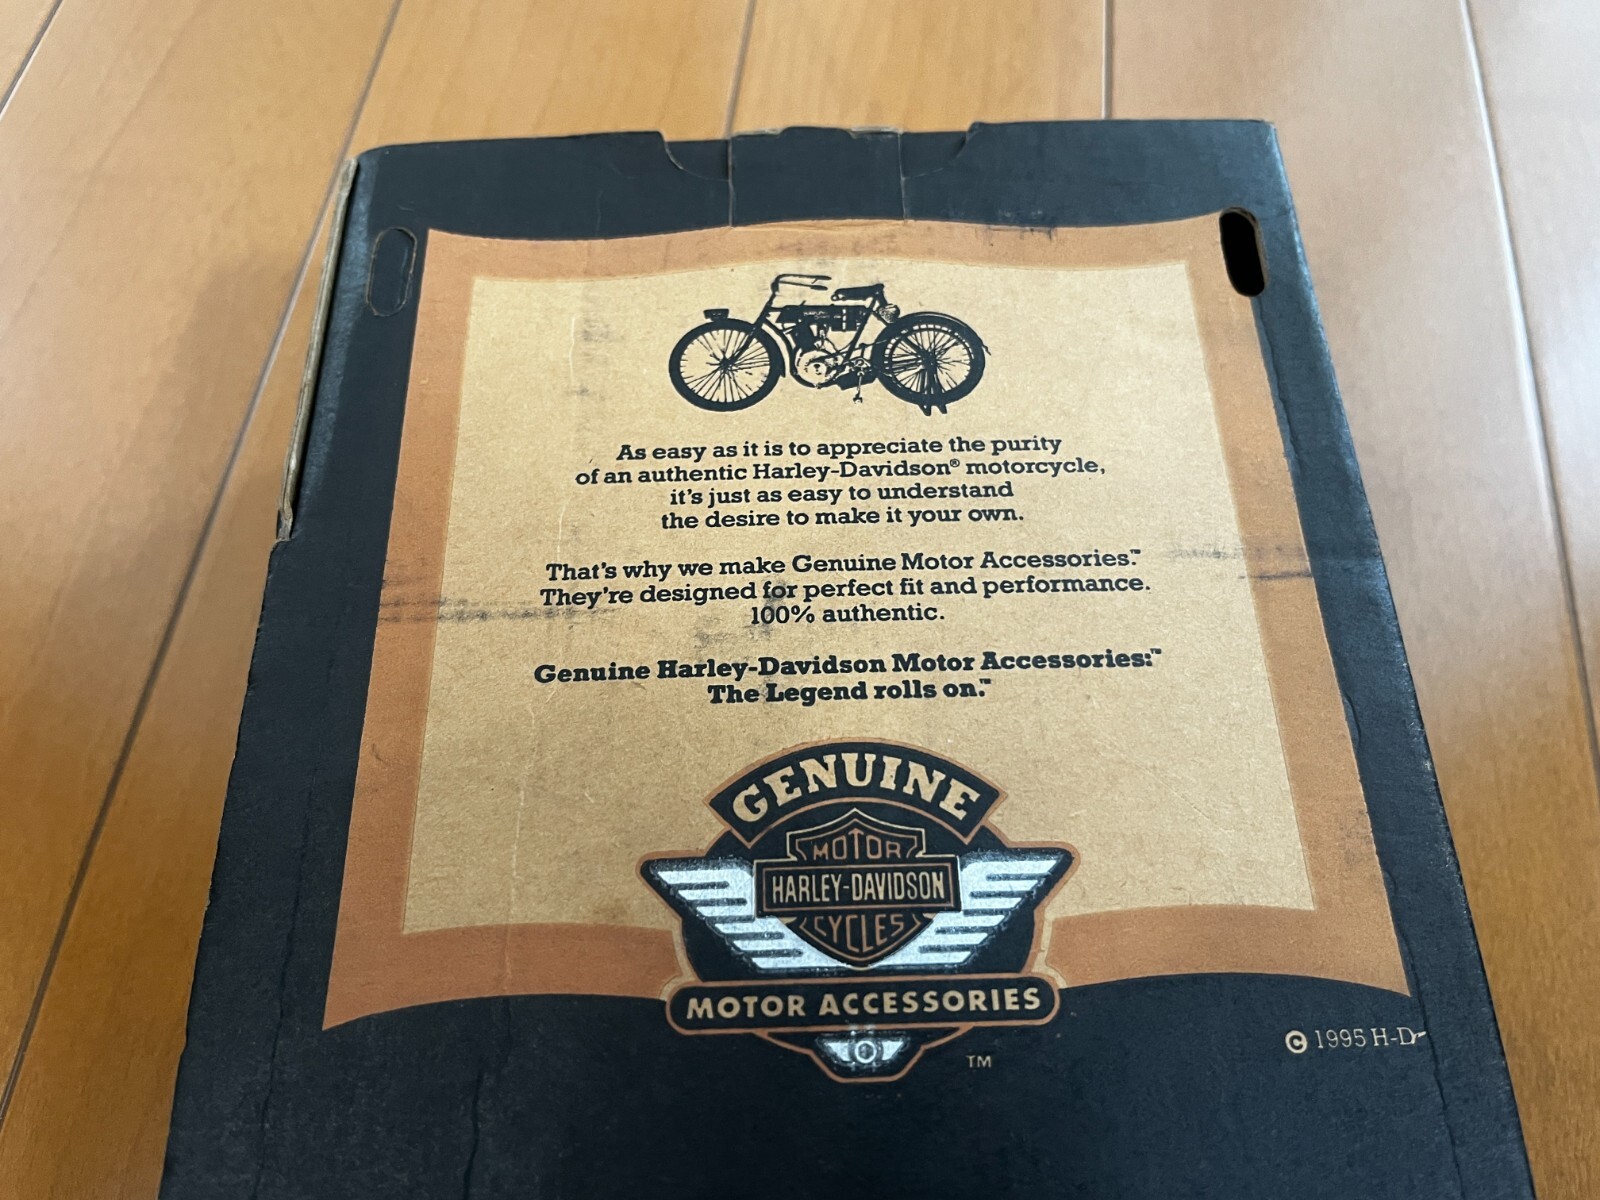 As easy as it is to appreciate the purity
of an authentic Harley-Davidson® motorcycle,
it's just as easy to understand
the desire to make it your own.
That's why we make Genuine Motor Accessories.™
They're designed for perfect fit and performance.
100% authentic.
Genuine Harley-Davidson Motor Accessories:™
The Legend rolls on.™
GENUINE
MOTOR
HARLEY-DAVIDSON
CYCLES
MOTOR ACCESSORIES
TM
© 1995 H-D